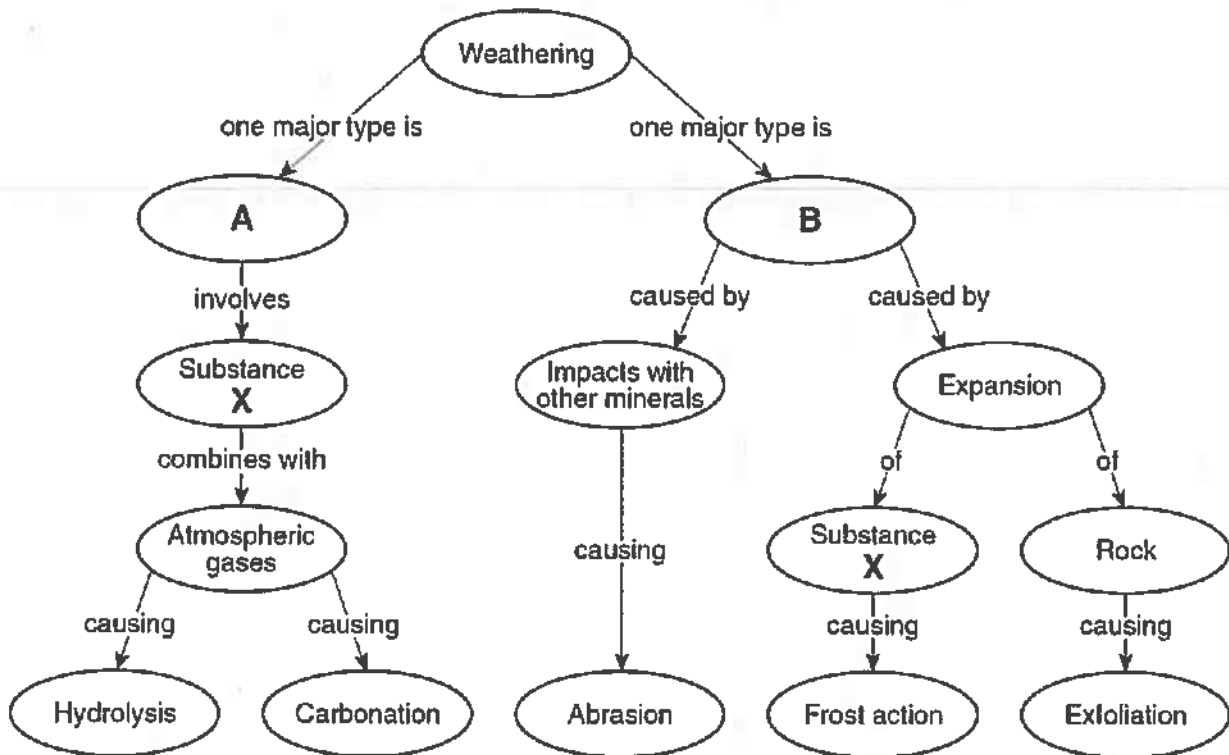 Weathering
one major type is
one major type is
A
B
involves
caused by
caused by
Substance
X
Impacts with
other minerals
Expansion
combines with
of
of
Atmospheric
gases
causing
Substance
X
Rock
causing
causing
causing
causing
Hydrolysis
Carbonation
Abrasion
Frost action
Exfoliation